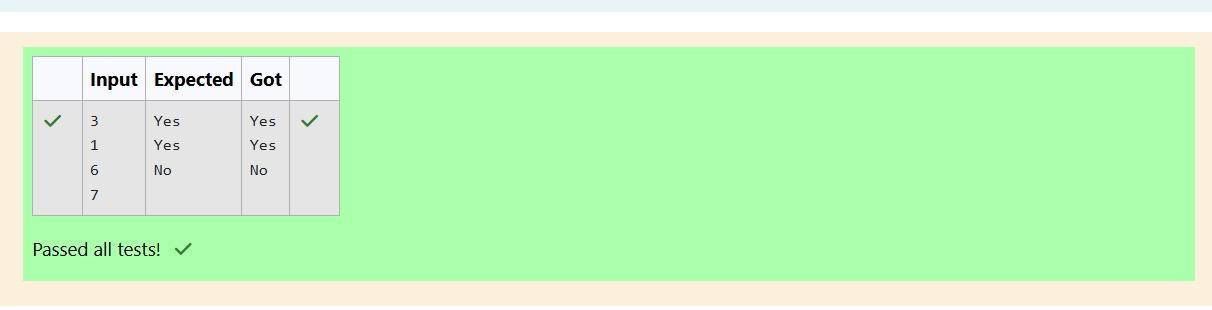 Input Expected Got
3 Yes Yes
1 Yes Yes
6 No No
7
Passed all tests!